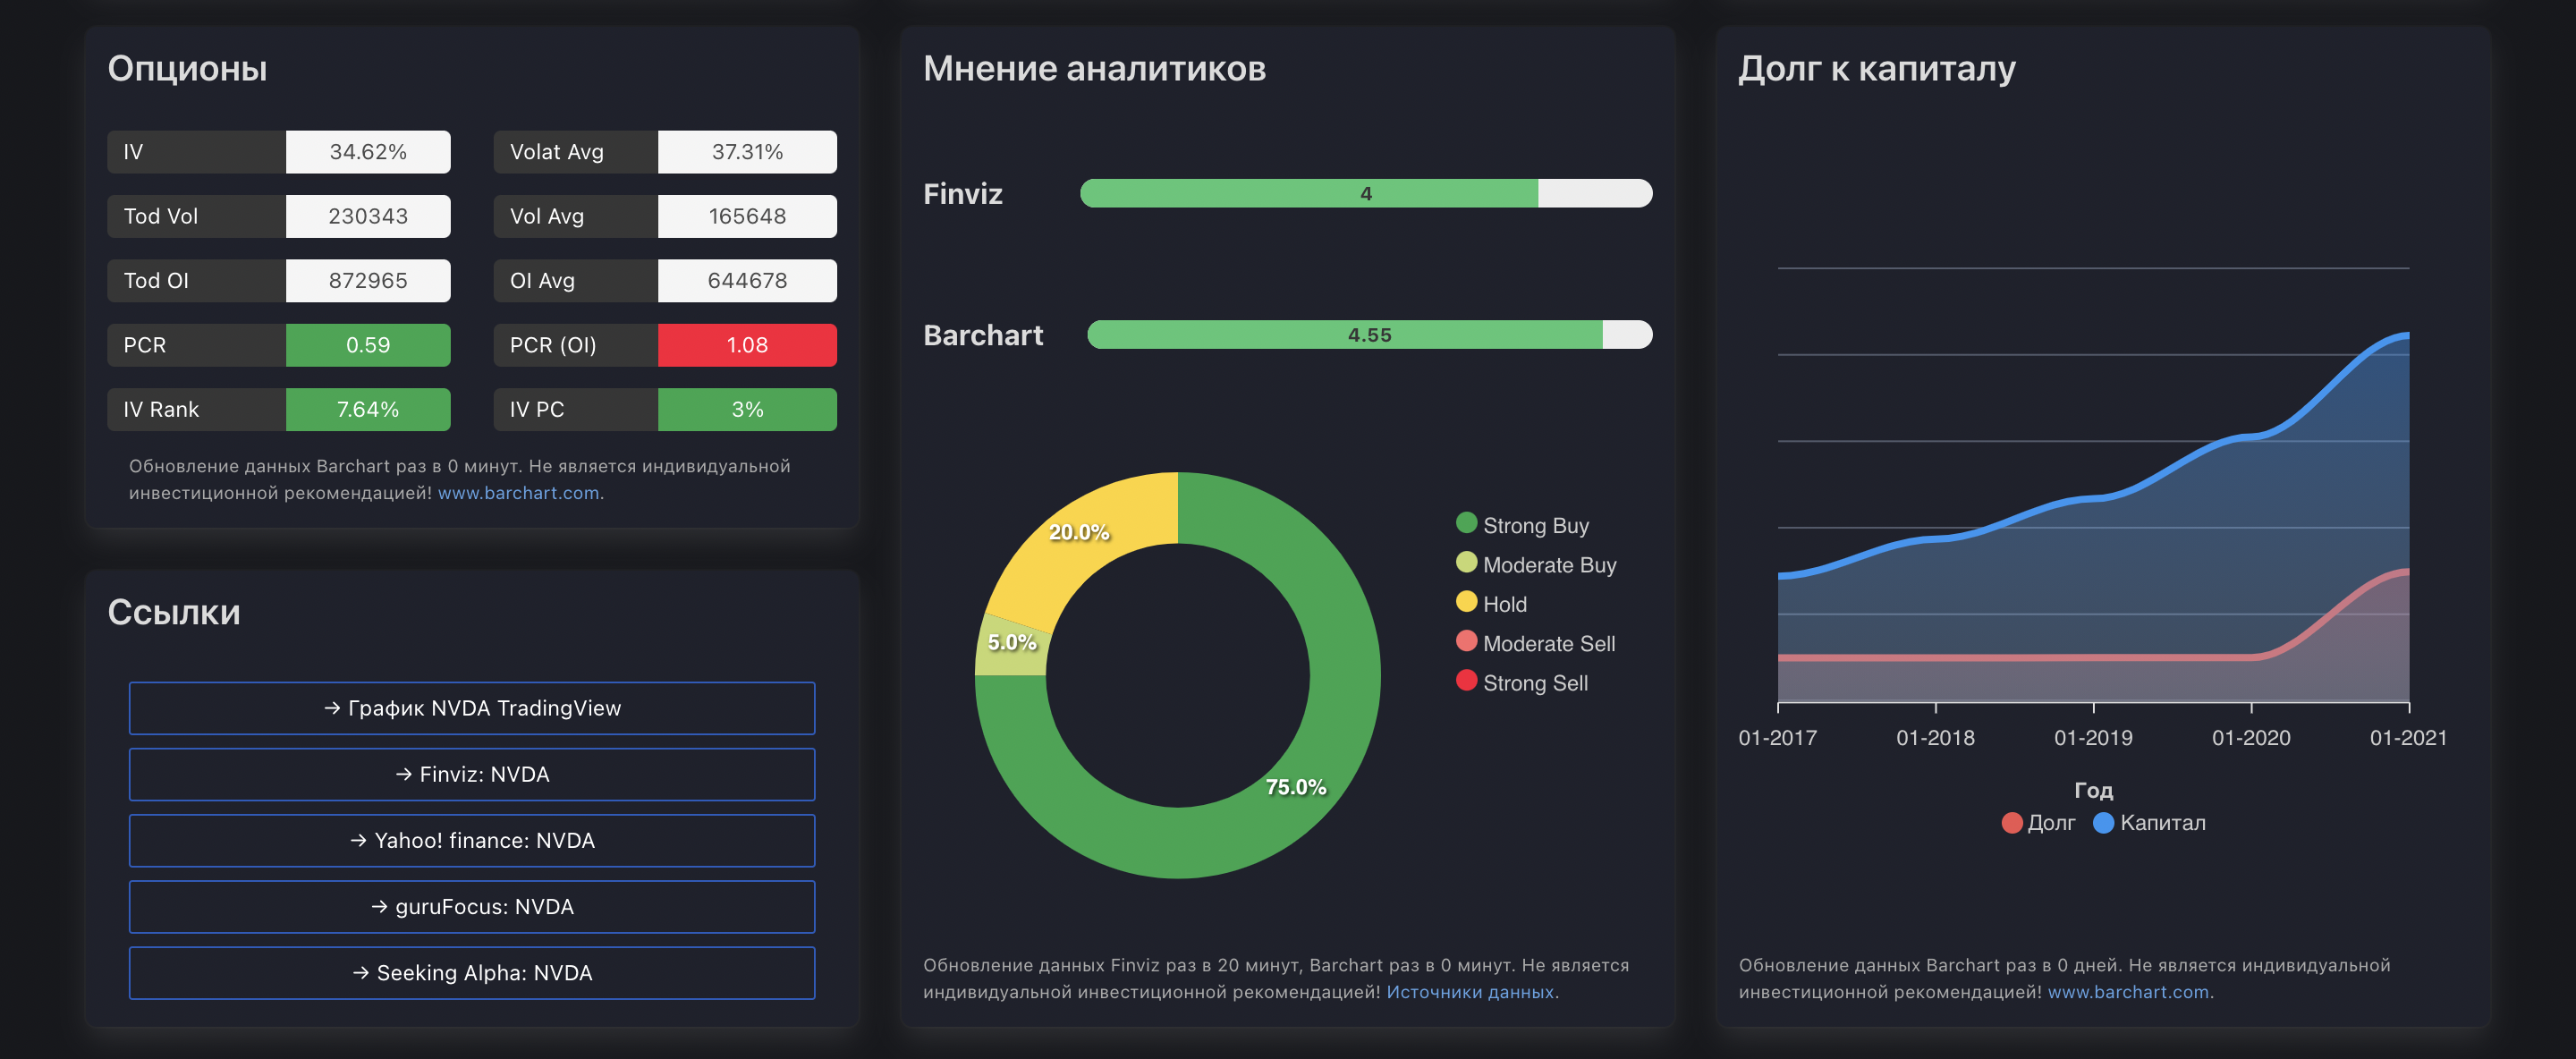 Опционы
IV 34.62% Volat Avg 37.31%
Tod Vol 230343 Vol Avg 165648
Tod OI 872965 OI Avg 644678
PCR 0.59 PCR (OI) 1.08
IV Rank 7.64% IV PC 3%
Обновление данных Barchart раз в 0 минут. Не является индивидуальной
инвестиционной рекомендацией! www.barchart.com.
Ссылки
→ График NVDA TradingView
→ Finviz: NVDA
→ Yahoo! finance: NVDA
→ guruFocus: NVDA
→ Seeking Alpha: NVDA
Мнение аналитиков
Finviz 4
Barchart 4.55
20.0%
5.0%
75.0%
Strong Buy
Moderate Buy
Hold
Moderate Sell
Strong Sell
Обновление данных Finviz раз в 20 минут, Barchart раз в 0 минут. Не является
индивидуальной инвестиционной рекомендацией! Источники данных.
Долг к капиталу
01-2017 01-2018 01-2019 01-2020 01-2021
Год
Долг Капитал
Обновление данных Barchart раз в 0 дней. Не является индивидуальной
инвестиционной рекомендацией! www.barchart.com.